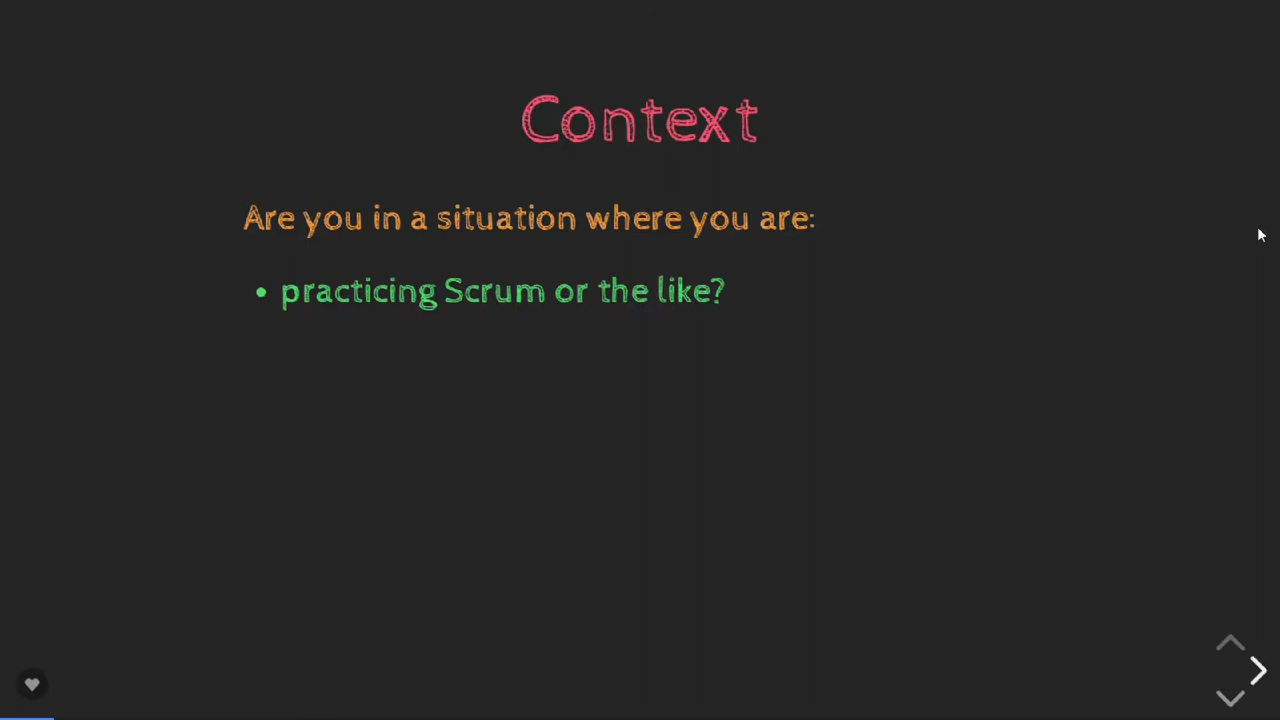 Context
Are you in a situation where you are:
• practicing Scrum or the like?